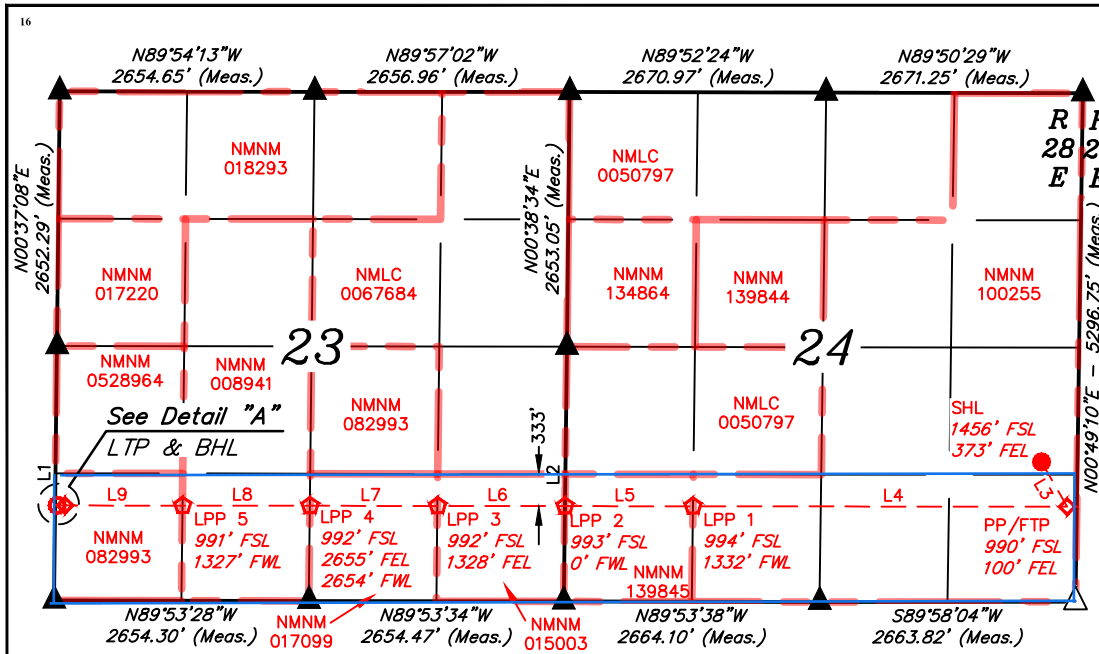 16
N89°54'13"W
2654.65' (Meas.)
N89°57'02"W
2656.96' (Meas.)
N89°52'24"W
2670.97' (Meas.)
N89°50'29"W
2671.25' (Meas.)
R
28
E
N00°37'08"E
2652.29' (Meas.)
N00°38'34"E
2653.05' (Meas.)
N00°49'10"E - 5296.75' (Meas.)
NMNM
018293
NMLC
0050797
NMNM
017220
NMLC
0067684
NMNM
134864
NMNM
139844
NMNM
100255
23
24
NMNM
0528964
NMNM
008941
NMNM
082993
NMLC
0050797
See Detail "A"
LTP & BHL
333'
SHL
1456' FSL
373' FEL
L1
L2
L3
L9
L8
L7
L6
L5
L4
NMNM
082993
LPP 5
991' FSL
1327' FWL
LPP 4
992' FSL
2655' FEL
2654' FWL
LPP 3
992' FSL
1328' FEL
LPP 2
993' FSL
0' FWL
NMNM
139845
LPP 1
994' FSL
1332' FWL
PP/FTP
990' FSL
100' FEL
N89°53'28"W
2654.30' (Meas.)
NMNM
017099
N89°53'34"W
2654.47' (Meas.)
NMNM
015003
N89°53'38"W
2664.10' (Meas.)
S89°58'04"W
2663.82' (Meas.)